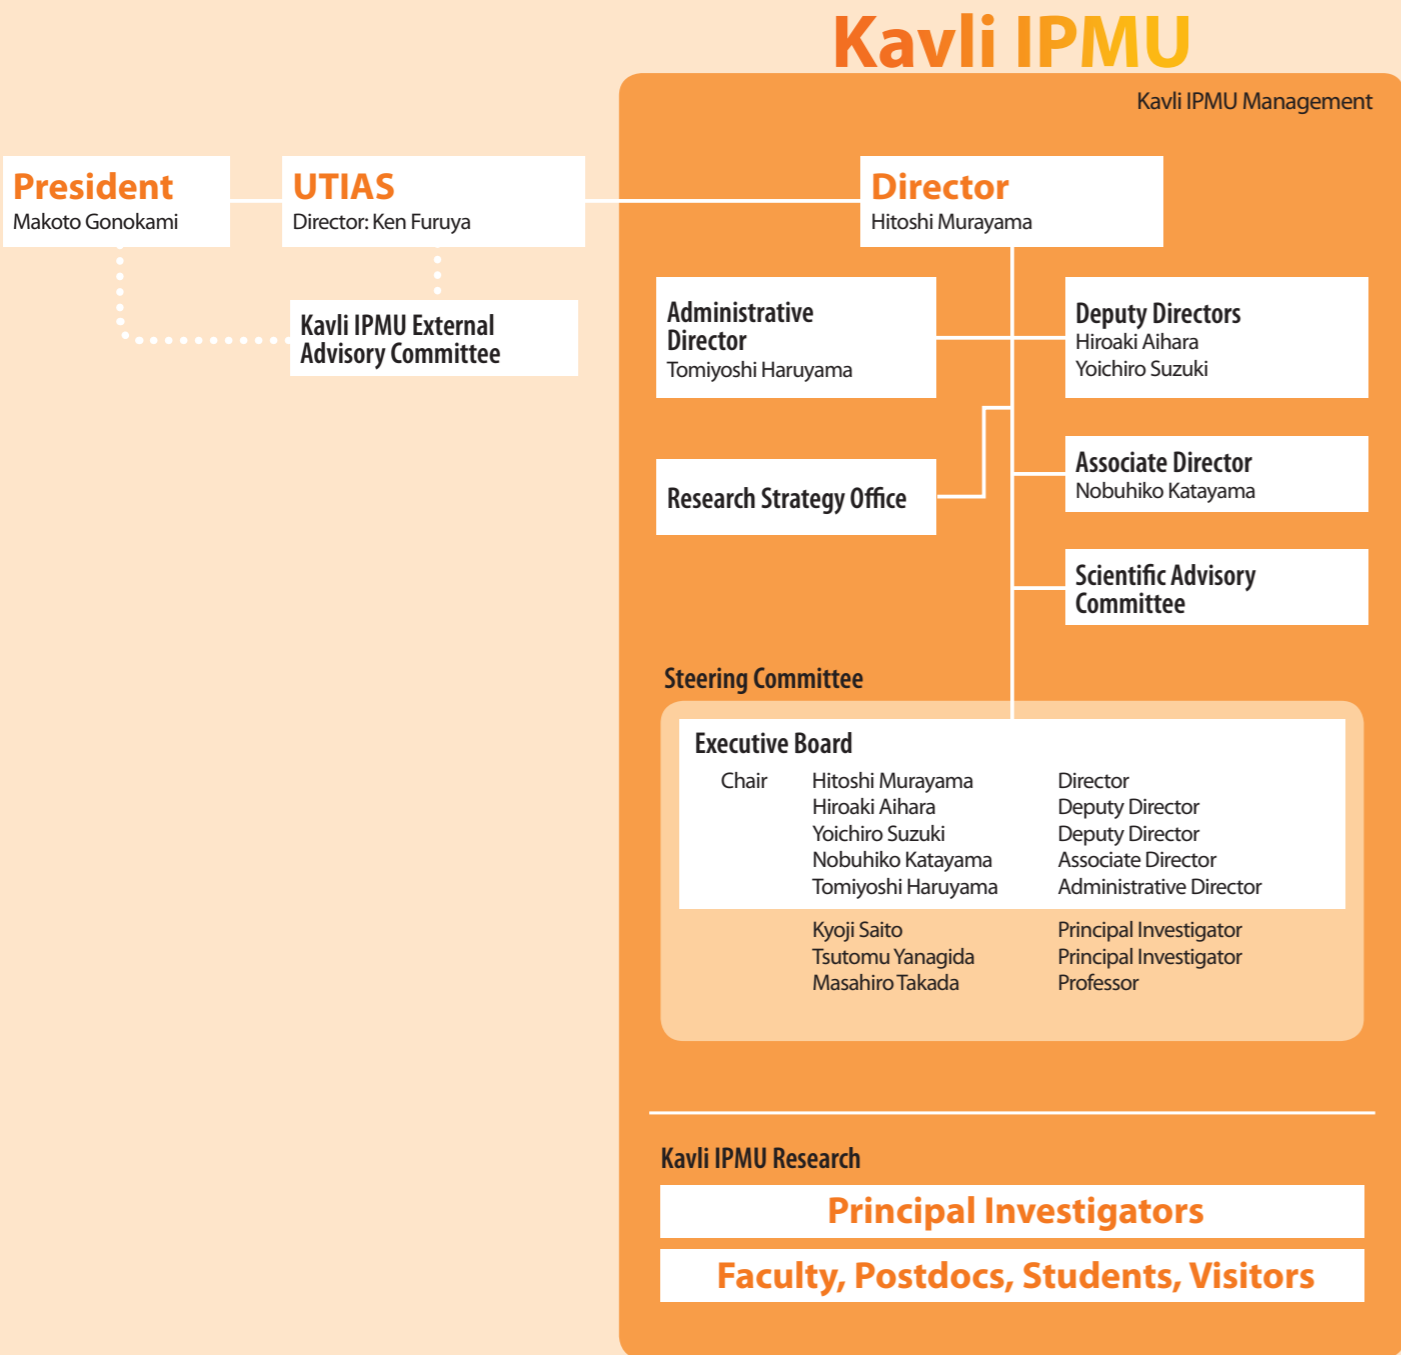 Kavli IPMU
Kavli IPMU Management
President
Makoto Gonokami
UTIAS
Director: Ken Furuya
Director
Hitoshi Murayama
Kavli IPMU External
Advisory Committee
Administrative
Director
Tomiyoshi Haruyama
Deputy Directors
Hiroaki Aihara
Yoichiro Suzuki
Research Strategy Office
Associate Director
Nobuhiko Katayama
Scientific Advisory
Committee
Steering Committee
Executive Board
Chair Hitoshi Murayama Director
Hiroaki Aihara Deputy Director
Yoichiro Suzuki Deputy Director
Nobuhiko Katayama Associate Director
Tomiyoshi Haruyama Administrative Director
Kyoji Saito Principal Investigator
Tsutomu Yanagida Principal Investigator
Masahiro Takada Professor
Kavli IPMU Research
Principal Investigators
Faculty, Postdocs, Students, Visitors